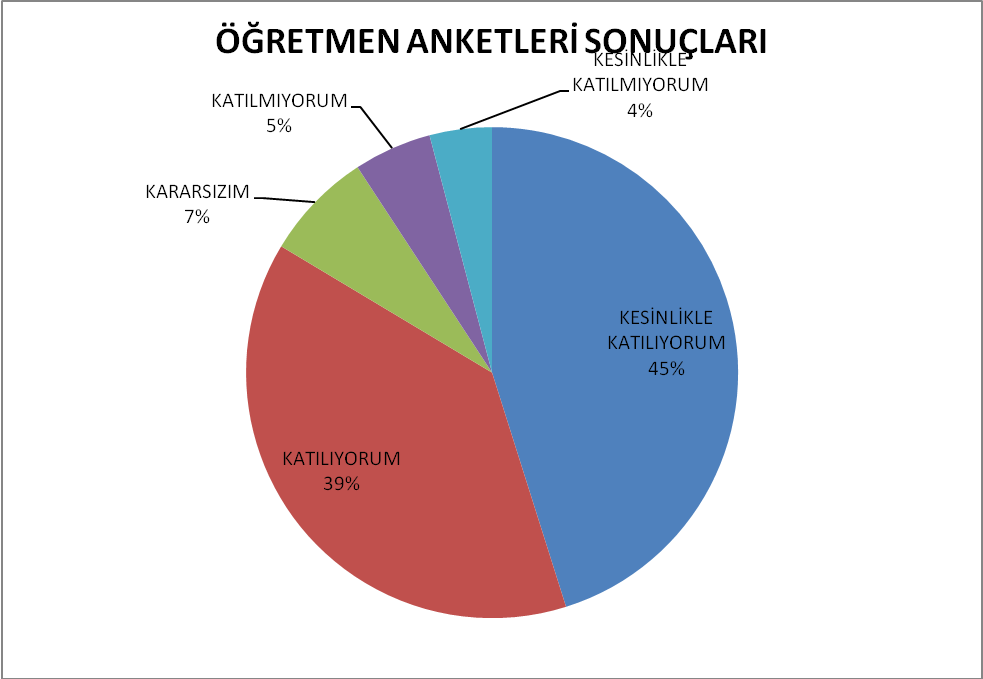 ÖĞRETMEN ANKETLERİ SONUÇLARI
KESİNLİKLE
KATILMIYORUM
4%
KATILMIYORUM
5%
KARARSIZIM
7%
KESİNLİKLE
KATILIYORUM
45%
KATILIYORUM
39%